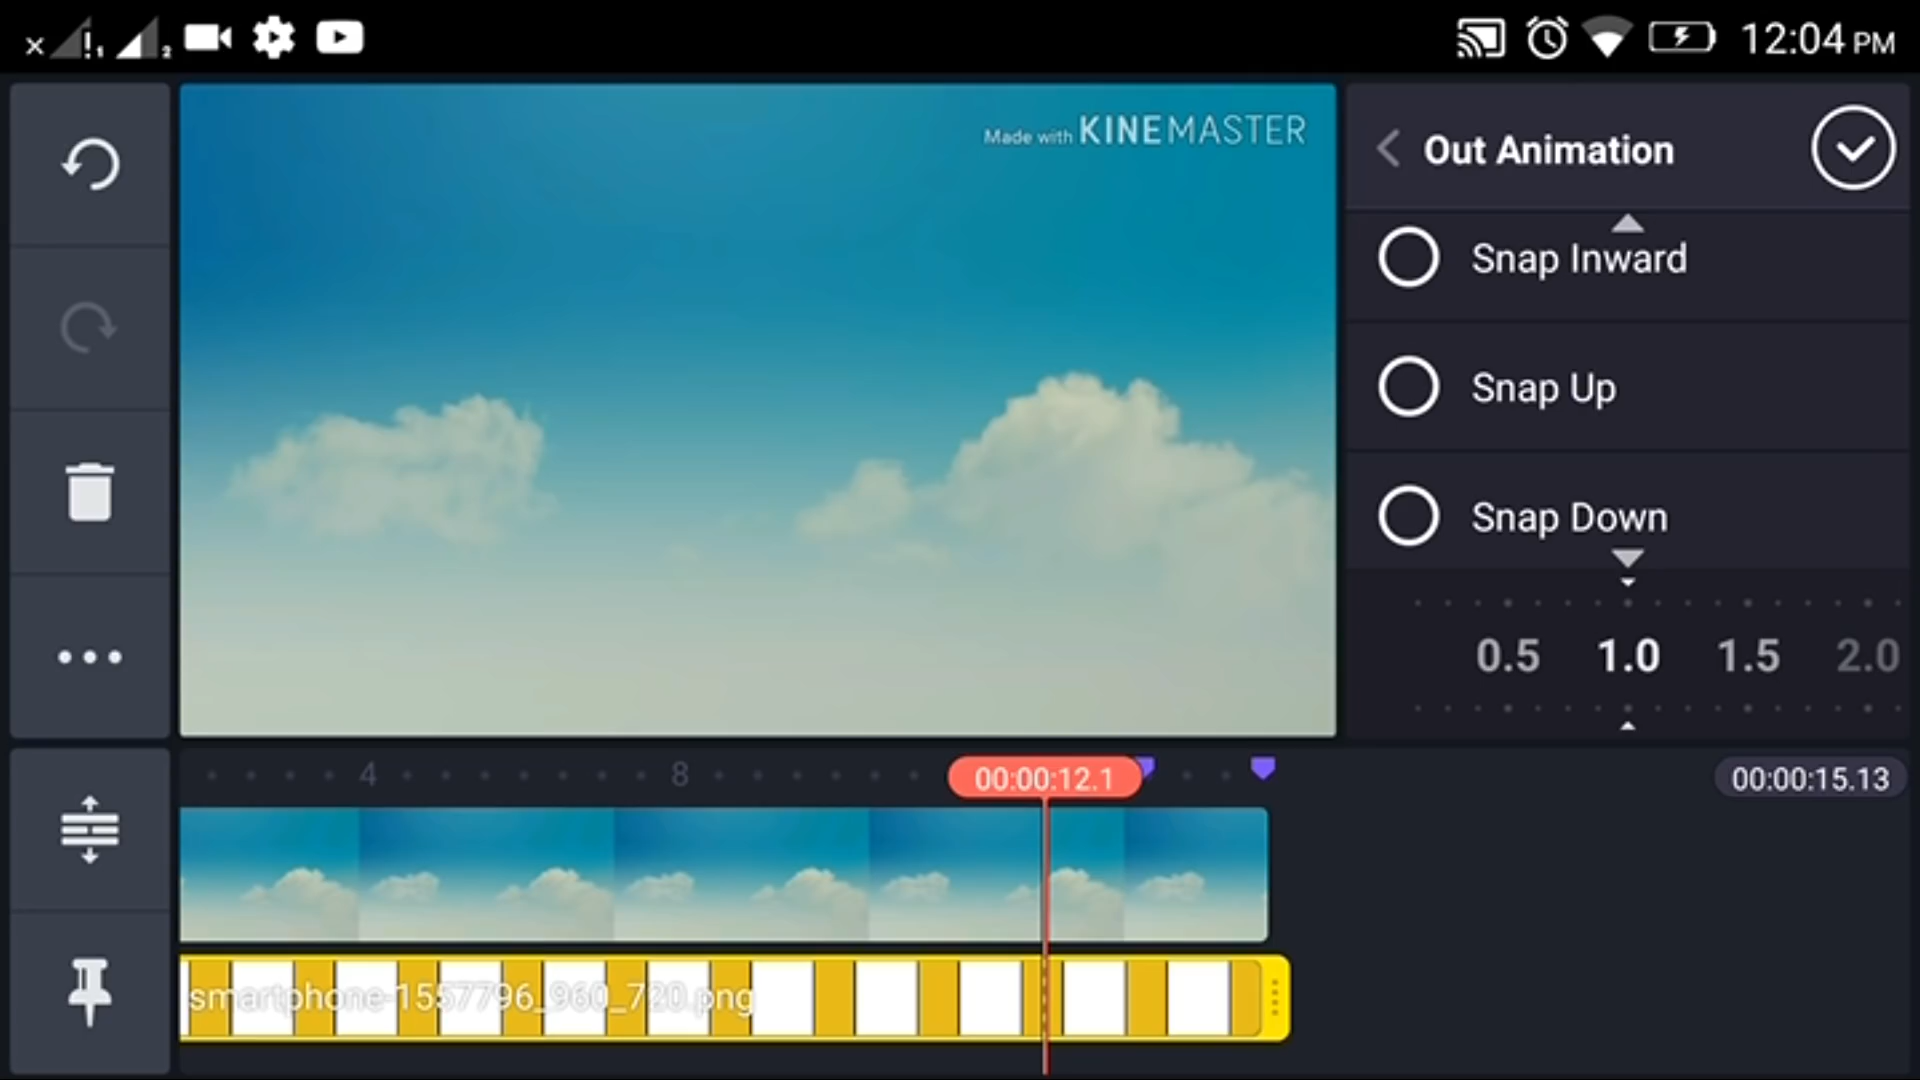 12:04 PM
Made with KINEMASTER
Out Animation
Snap Inward
Snap Up
Snap Down
0.5 1.0 1.5 2.0
4 8 00:00:12.1 00:00:15.13
smartphone-1557796_960_720.png